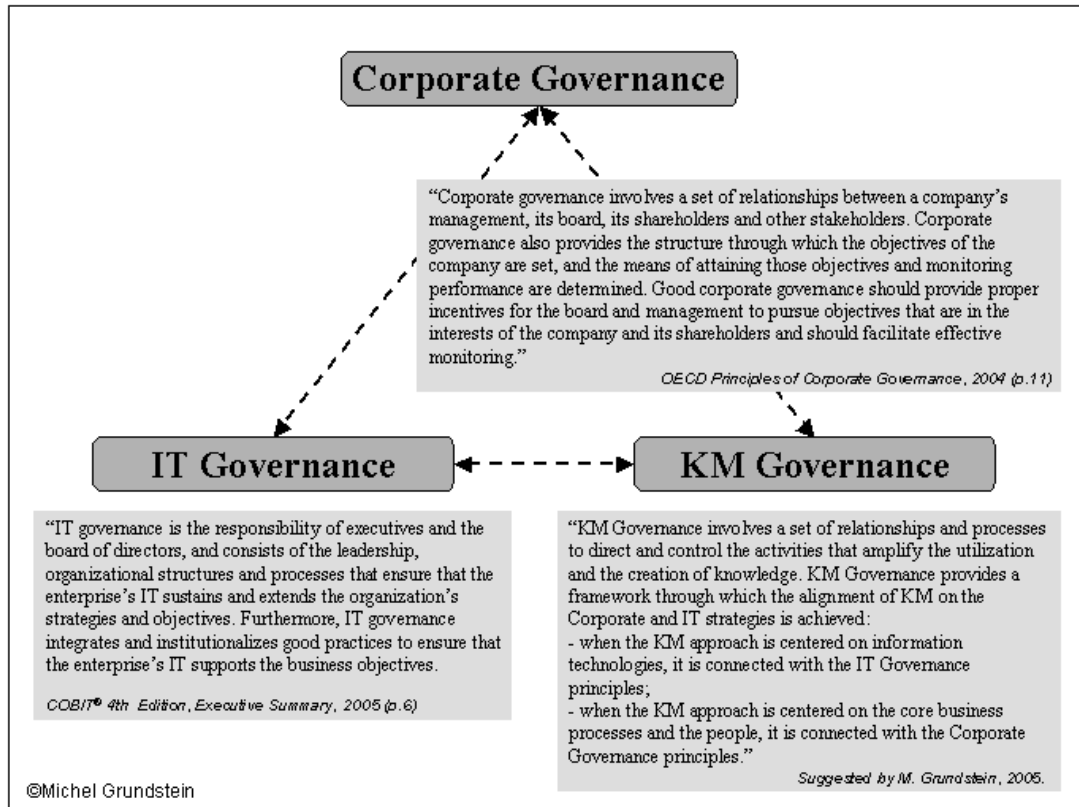 Corporate Governance
“Corporate governance involves a set of relationships between a company’s
management, its board, its shareholders and other stakeholders. Corporate
governance also provides the structure through which the objectives of the
company are set, and the means of attaining those objectives and monitoring
performance are determined. Good corporate governance should provide proper
incentives for the board and management to pursue objectives that are in the
interests of the company and its shareholders and should facilitate effective
monitoring.”
OECD Principles of Corporate Governance, 2004 (p.11)
IT Governance
“IT governance is the responsibility of executives and the
board of directors, and consists of the leadership,
organizational structures and processes that ensure that the
enterprise’s IT sustains and extends the organization’s
strategies and objectives. Furthermore, IT governance
integrates and institutionalizes good practices to ensure that
the enterprise’s IT supports the business objectives.
COBIT® 4th Edition, Executive Summary, 2005 (p.6)
KM Governance
“KM Governance involves a set of relationships and processes
to direct and control the activities that amplify the utilization
and the creation of knowledge. KM Governance provides a
framework through which the alignment of KM on the
Corporate and IT strategies is achieved:
- when the KM approach is centered on information
technologies, it is connected with the IT Governance
principles;
- when the KM approach is centered on the core business
processes and the people, it is connected with the Corporate
Governance principles.”
Suggested by M. Grundstein, 2005.
©Michel Grundstein